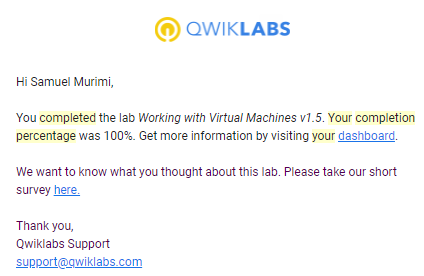 QWIKLABS
Hi Samuel Murimi,
You completed the lab Working with Virtual Machines v1.5. Your completion
percentage was 100%. Get more information by visiting your dashboard.
We want to know what you thought about this lab. Please take our short
survey here.
Thank you,
Qwiklabs Support
support@qwiklabs.com